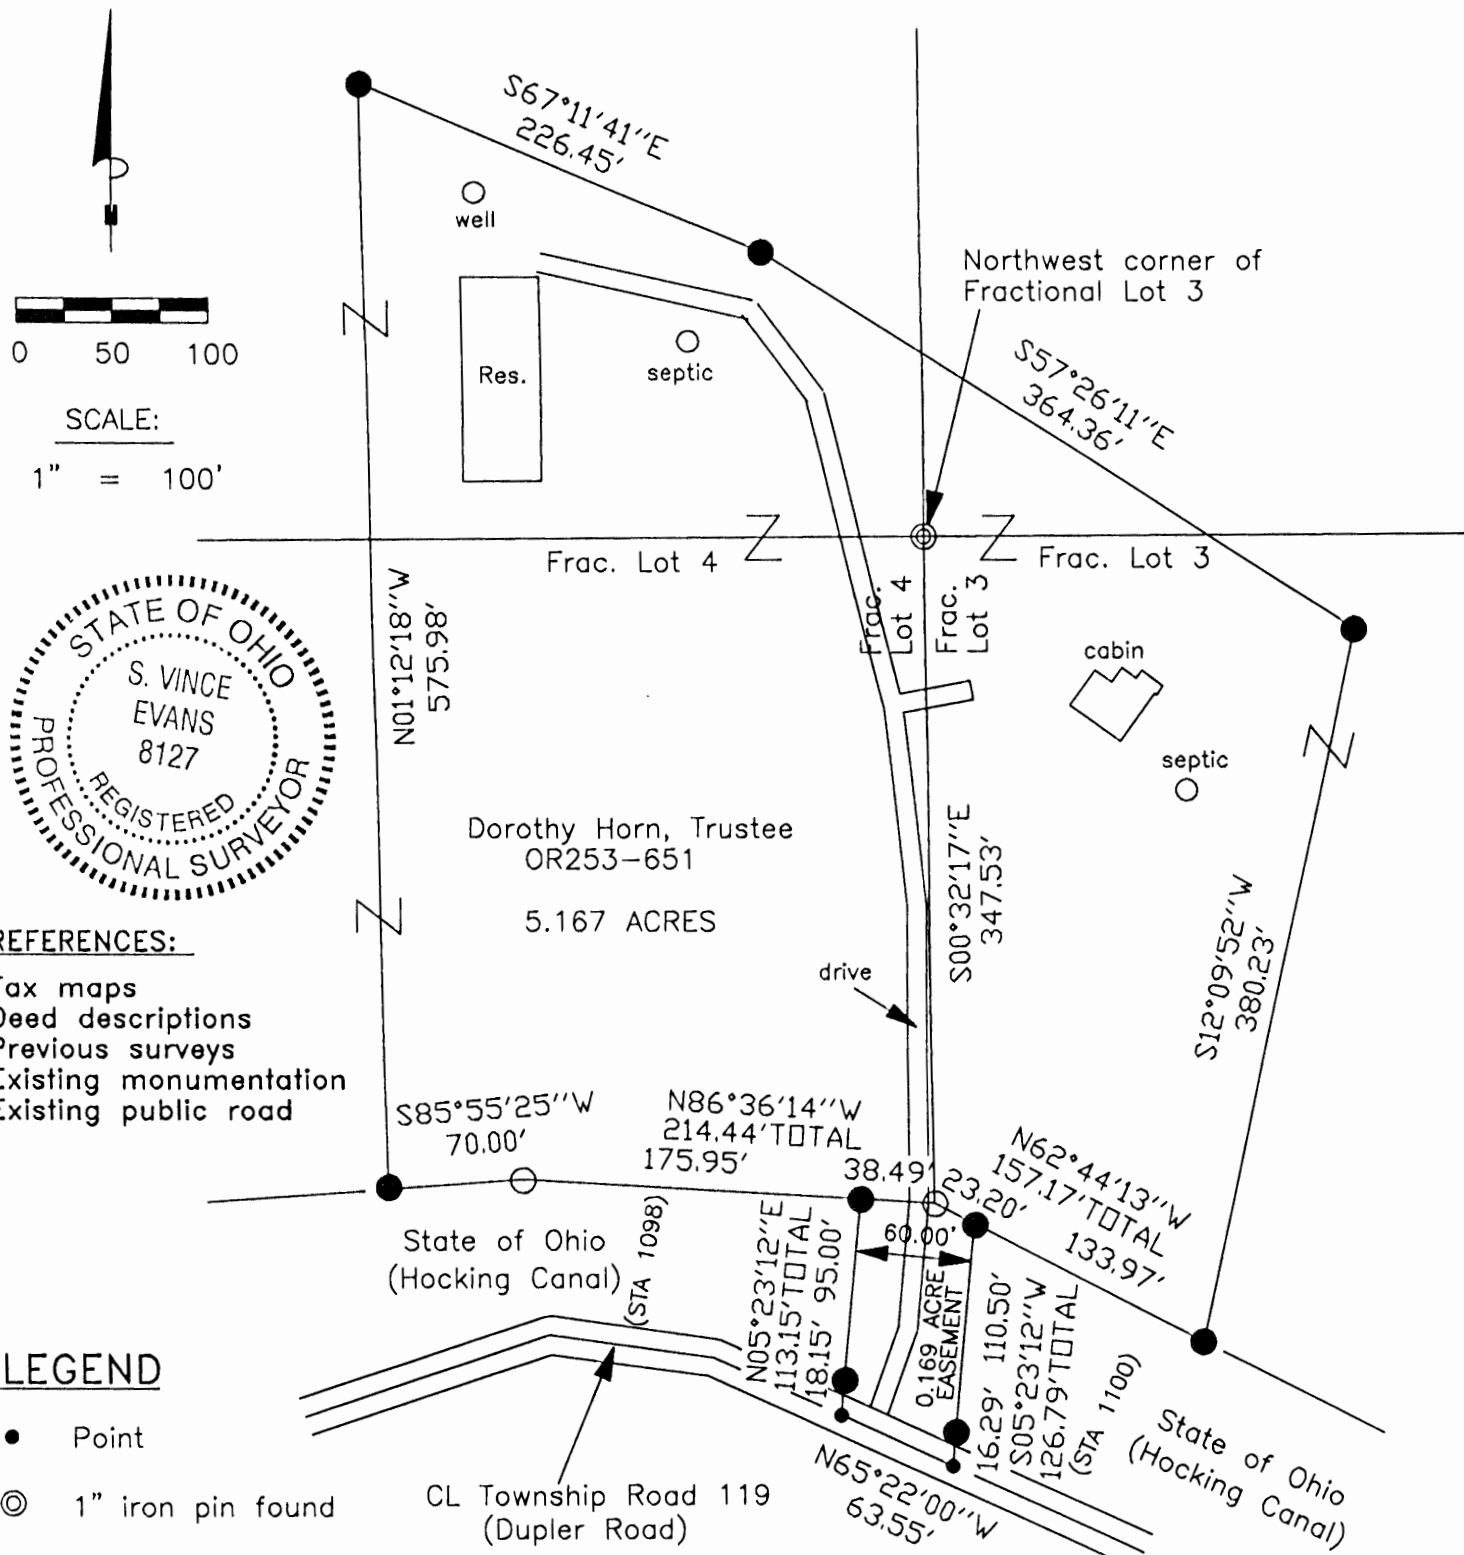 S67°11'41"E
226.45'
well
Northwest corner of
Fractional Lot 3
0 50 100
SCALE:
1" = 100'
Res.
septic
S57°26'11"E
364.36'
Frac. Lot 4
Frac. Lot 3
Frac.
Lot 4
Frac.
Lot 3
N01°12'18"W
575.98'
STATE OF OHIO
S. VINCE
EVANS
8127
REGISTERED
PROFESSIONAL SURVEYOR
cabin
septic
Dorothy Horn, Trustee
OR253-651
5.167 ACRES
S00°32'17"E
347.53'
drive
S12°09'52"W
380.23'
REFERENCES:
Tax maps
Deed descriptions
Previous surveys
Existing monumentation
Existing public road
S85°55'25"W
70.00'
N86°36'14"W
214.44'TOTAL
175.95'
38.49'
23.20'
N62°44'13"W
157.17'TOTAL
133.97'
State of Ohio
(Hocking Canal)
(STA 1098)
60.00'
N05°23'12"E
113.15'TOTAL
18.15' 95.00'
0.169 ACRE
EASEMENT
16.29' 110.50'
S05°23'12"W
126.79'TOTAL
(STA 1100)
State of Ohio
(Hocking Canal)
N65°22'00"W
63.55'
CL Township Road 119
(Dupler Road)
LEGEND
Point
1" iron pin found